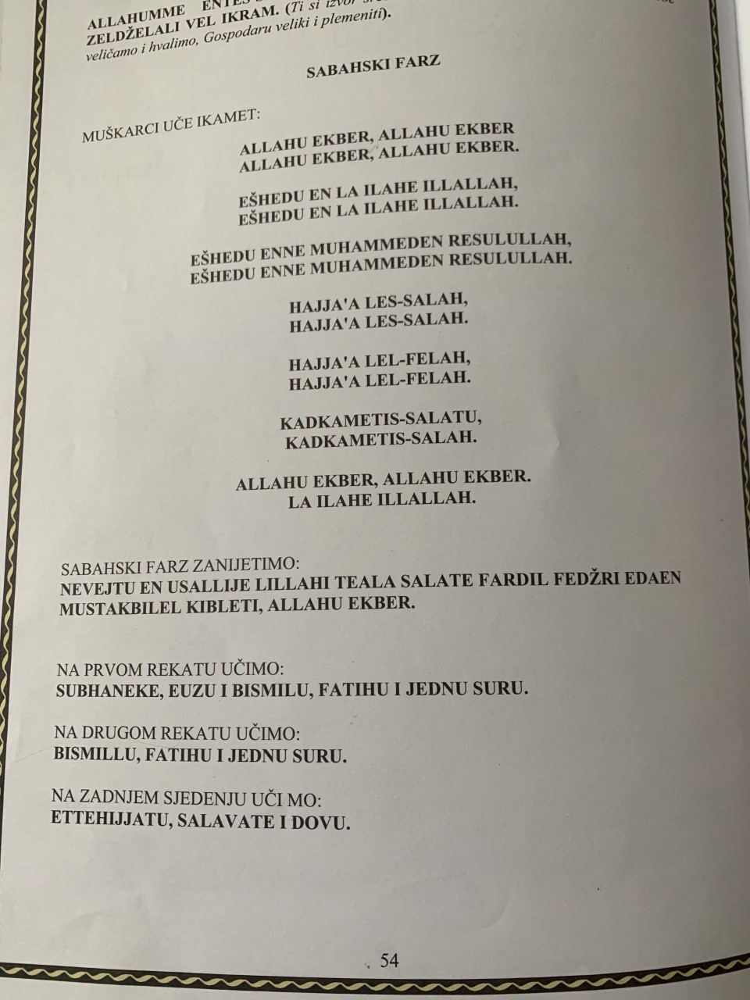 ALLAHUMME ENTES
ZELDŽELALI VEL IKRAM. (Ti si izvor
veličamo i hvalimo, Gospodaru veliki i plemeniti).
SABAHSKI FARZ
MUŠKARCI UČE IKAMET:
ALLAHU EKBER, ALLAHU EKBER
ALLAHU EKBER, ALLAHU EKBER.
EŠHEDU EN LA ILAHE ILLALLAH,
EŠHEDU EN LA ILAHE ILLALLAH.
EŠHEDU ENNE MUHAMMEDEN RESULULLAH,
EŠHEDU ENNE MUHAMMEDEN RESULULLAH.
HAJJA'A LES-SALAH,
HAJJA'A LES-SALAH.
HAJJA'A LEL-FELAH,
HAJJA'A LEL-FELAH.
KADKAMETIS-SALATU,
KADKAMETIS-SALAH.
ALLAHU EKBER, ALLAHU EKBER.
LA ILAHE ILLALLAH.
SABAHSKI FARZ ZANIJETIMO:
NEVEJTU EN USALLIJE LILLAHI TEALA SALATE FARDIL FEDŽRI EDAEN
MUSTAKBILEL KIBLETI, ALLAHU EKBER.
NA PRVOM REKATU UČIMO:
SUBHANEKE, EUZU I BISMILU, FATIHU I JEDNU SURU.
NA DRUGOM REKATU UČIMO:
BISMILLU, FATIHU I JEDNU SURU.
NA ZADNJEM SJEDENJU UČI MO:
ETTEHIJJATU, SALAVATE I DOVU.
54